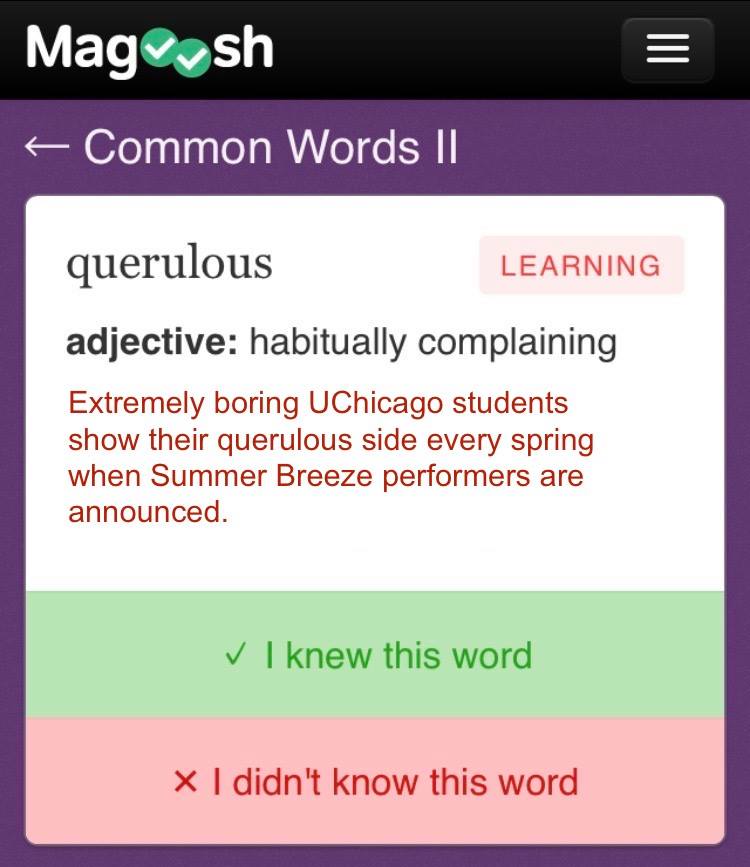 Magoosh
← Common Words II
querulous
LEARNING
adjective: habitually complaining
Extremely boring UChicago students
show their querulous side every spring
when Summer Breeze performers are
announced.
✓ I knew this word
✕ I didn't know this word